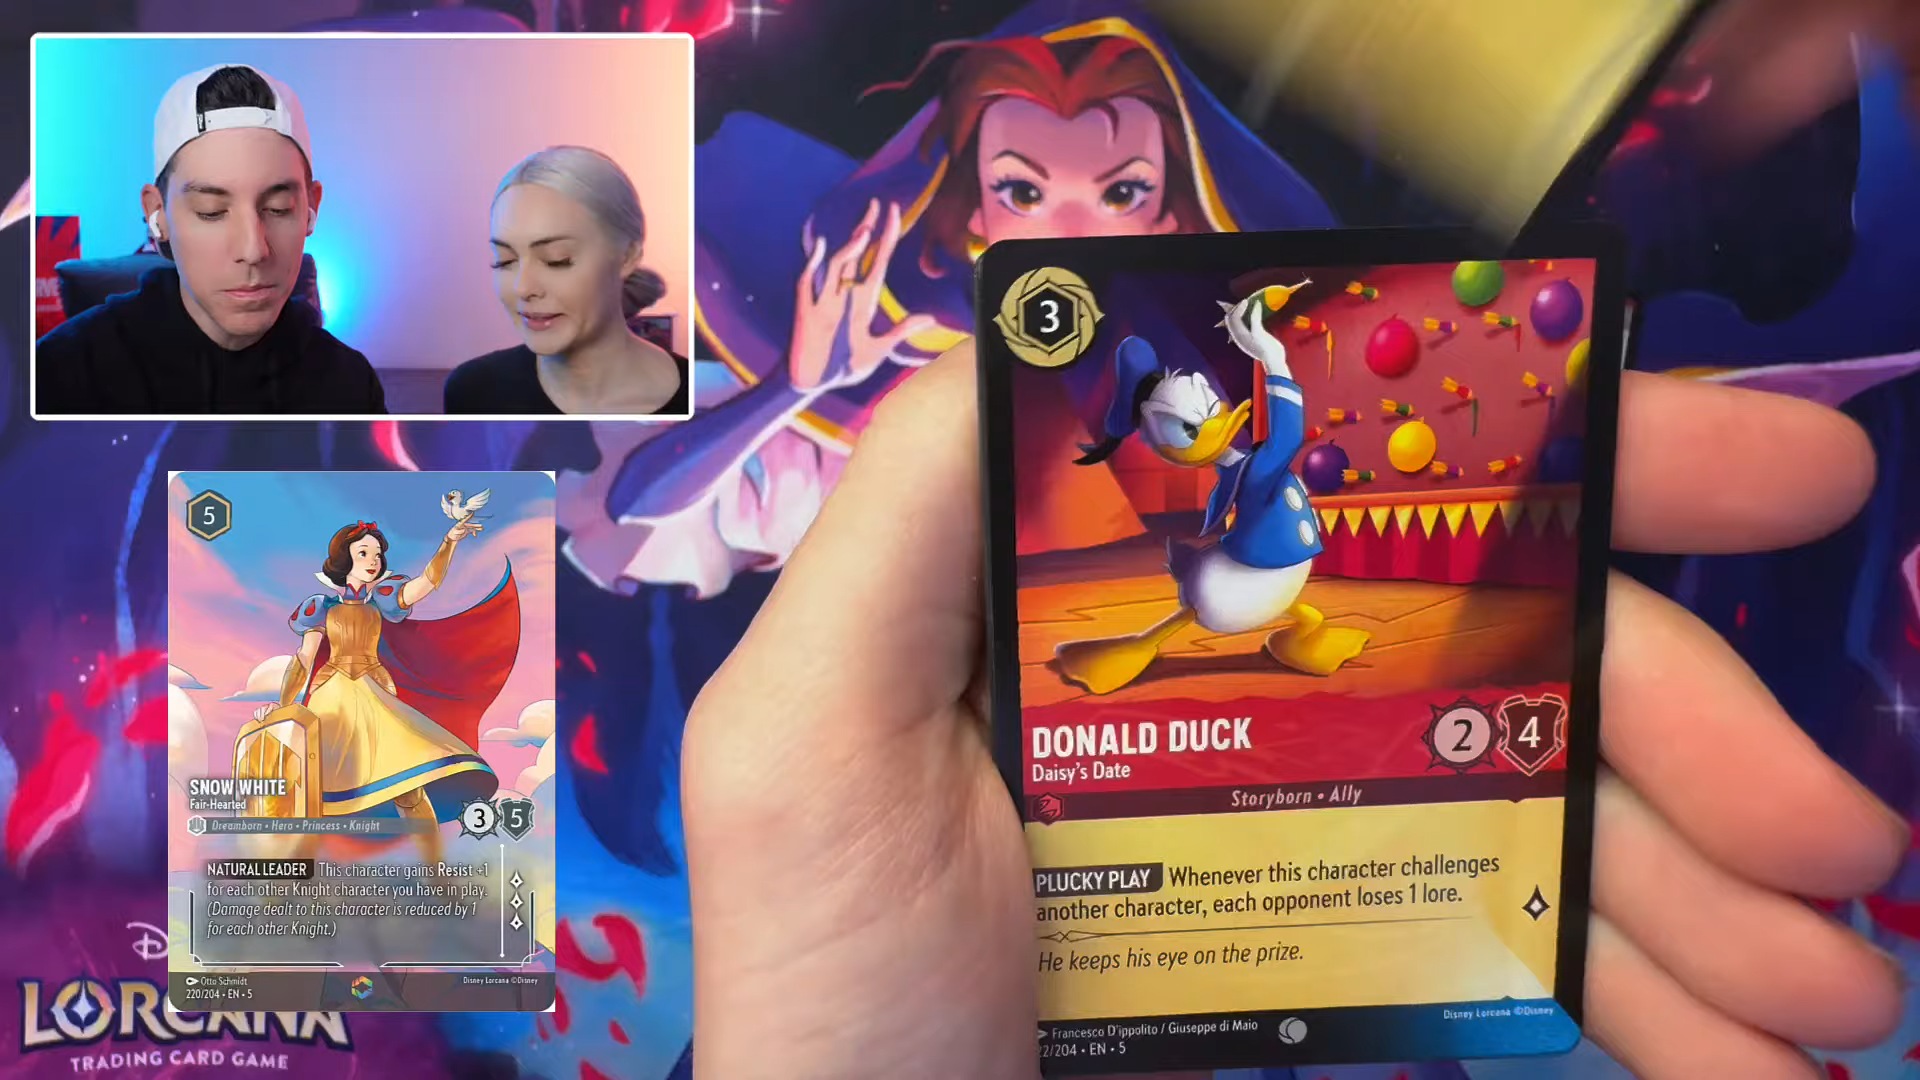 5
SNOW WHITE
Fair-Hearted
Dreamborn • Hero • Princess • Knight
3 5
NATURAL LEADER This character gains Resist +1
for each other Knight character you have in play.
(Damage dealt to this character is reduced by 1
for each other Knight.)
Otto Schmidt
220/204 • EN • 5
Disney Lorcana ©Disney
D
LORCANA
TRADING CARD GAME
3
DONALD DUCK
Daisy's Date
2 4
Storyborn • Ally
PLUCKY PLAY Whenever this character challenges
another character, each opponent loses 1 lore.
He keeps his eye on the prize.
Francesco D'ippolito / Giuseppe di Maio
2/204 • EN • 5
Disney Lorcana ©Disney